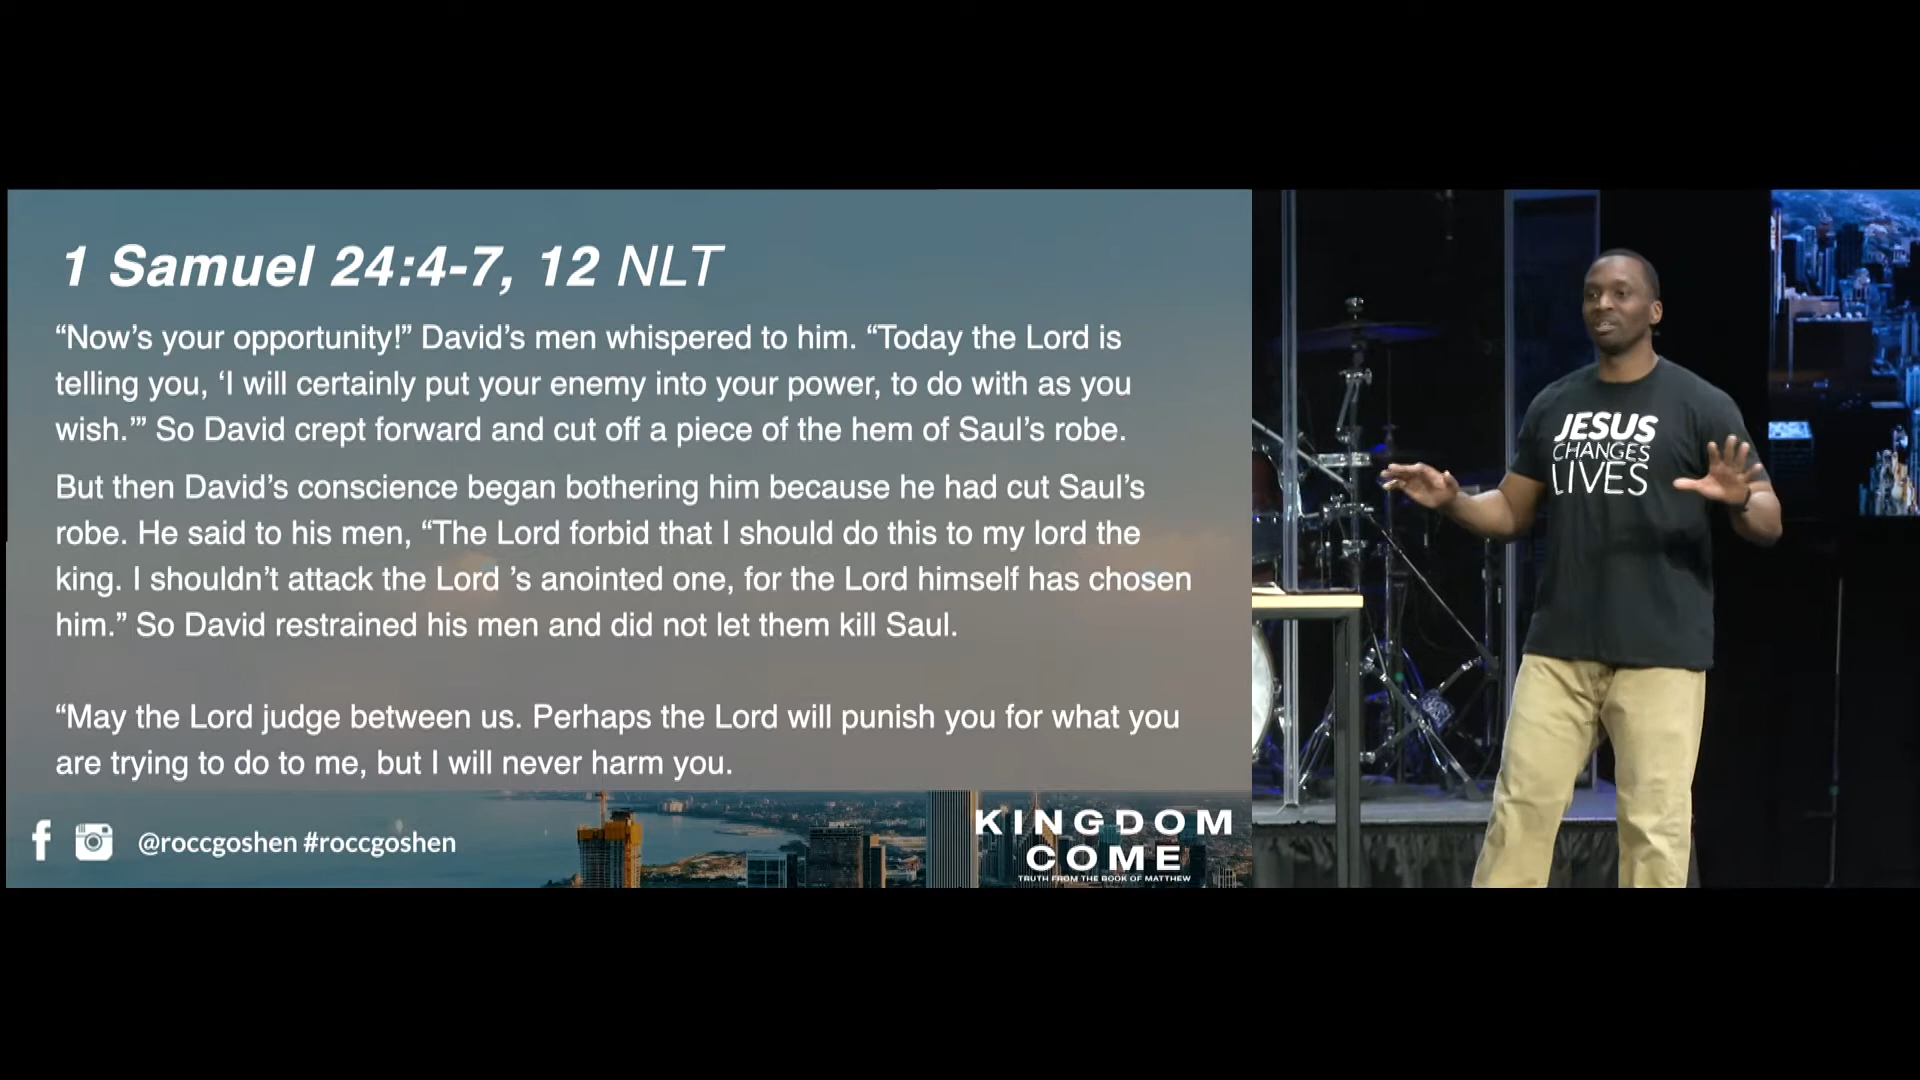 1 Samuel 24:4-7, 12 NLT
“Now’s your opportunity!” David’s men whispered to him. “Today the Lord is
telling you, ‘I will certainly put your enemy into your power, to do with as you
wish.’” So David crept forward and cut off a piece of the hem of Saul’s robe.
But then David’s conscience began bothering him because he had cut Saul’s
robe. He said to his men, “The Lord forbid that I should do this to my lord the
king. I shouldn’t attack the Lord ’s anointed one, for the Lord himself has chosen
him.” So David restrained his men and did not let them kill Saul.
“May the Lord judge between us. Perhaps the Lord will punish you for what you
are trying to do to me, but I will never harm you.
@roccgoshen #roccgoshen
KINGDOM
COME
TRUTH FROM THE BOOK OF MATTHEW
JESUS
CHANGES
LIVES